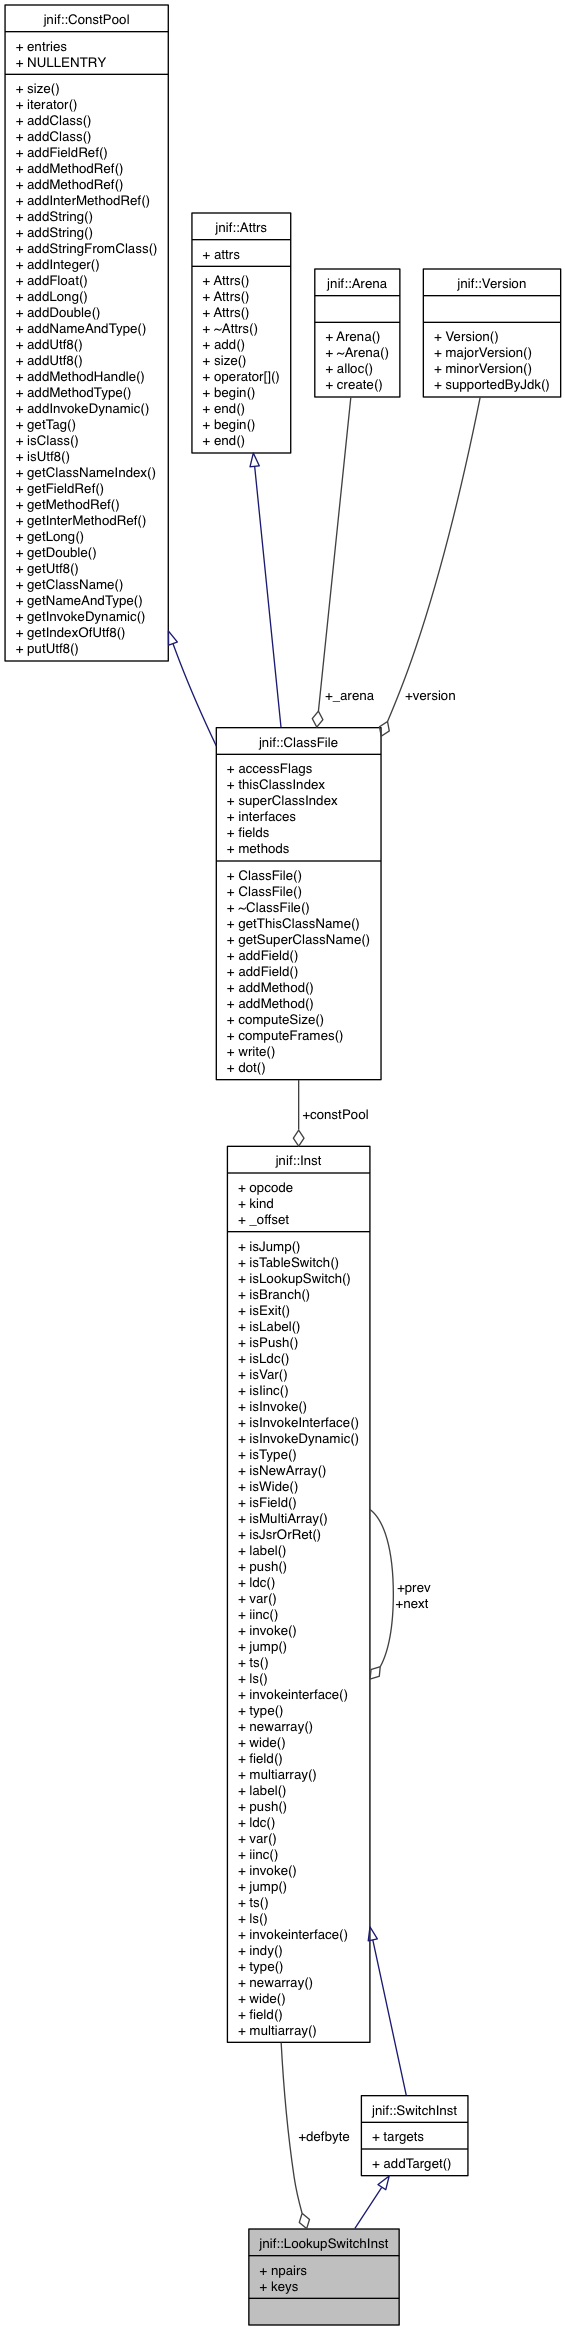 jnif::ConstPool
+ entries
+ NULLENTRY
+ size()
+ iterator()
+ addClass()
+ addClass()
+ addFieldRef()
+ addMethodRef()
+ addMethodRef()
+ addInterMethodRef()
+ addString()
+ addString()
+ addStringFromClass()
+ addInteger()
+ addFloat()
+ addLong()
+ addDouble()
+ addNameAndType()
+ addUtf8()
+ addUtf8()
+ addMethodHandle()
+ addMethodType()
+ addInvokeDynamic()
+ getTag()
+ isClass()
+ isUtf8()
+ getClassNameIndex()
+ getFieldRef()
+ getMethodRef()
+ getInterMethodRef()
+ getLong()
+ getDouble()
+ getUtf8()
+ getClassName()
+ getNameAndType()
+ getInvokeDynamic()
+ getIndexOfUtf8()
+ putUtf8()
jnif::Attrs
+ attrs
+ Attrs()
+ Attrs()
+ Attrs()
+ ~Attrs()
+ add()
+ size()
+ operator[]()
+ begin()
+ end()
+ begin()
+ end()
jnif::Arena
+ Arena()
+ ~Arena()
+ alloc()
+ create()
jnif::Version
+ Version()
+ majorVersion()
+ minorVersion()
+ supportedByJdk()
+_arena
+version
jnif::ClassFile
+ accessFlags
+ thisClassIndex
+ superClassIndex
+ interfaces
+ fields
+ methods
+ ClassFile()
+ ClassFile()
+ ~ClassFile()
+ getThisClassName()
+ getSuperClassName()
+ addField()
+ addField()
+ addMethod()
+ addMethod()
+ computeSize()
+ computeFrames()
+ write()
+ dot()
+constPool
jnif::Inst
+ opcode
+ kind
+ _offset
+ isJump()
+ isTableSwitch()
+ isLookupSwitch()
+ isBranch()
+ isExit()
+ isLabel()
+ isPush()
+ isLdc()
+ isVar()
+ isIinc()
+ isInvoke()
+ isInvokeInterface()
+ isInvokeDynamic()
+ isType()
+ isNewArray()
+ isWide()
+ isField()
+ isMultiArray()
+ isJsrOrRet()
+ label()
+ push()
+ ldc()
+ var()
+ iinc()
+ invoke()
+ jump()
+ ts()
+ ls()
+ invokeinterface()
+ type()
+ newarray()
+ wide()
+ field()
+ multiarray()
+ label()
+ push()
+ ldc()
+ var()
+ iinc()
+ invoke()
+ jump()
+ ts()
+ ls()
+ invokeinterface()
+ indy()
+ type()
+ newarray()
+ wide()
+ field()
+ multiarray()
+prev
+next
+defbyte
jnif::SwitchInst
+ targets
+ addTarget()
jnif::LookupSwitchInst
+ npairs
+ keys